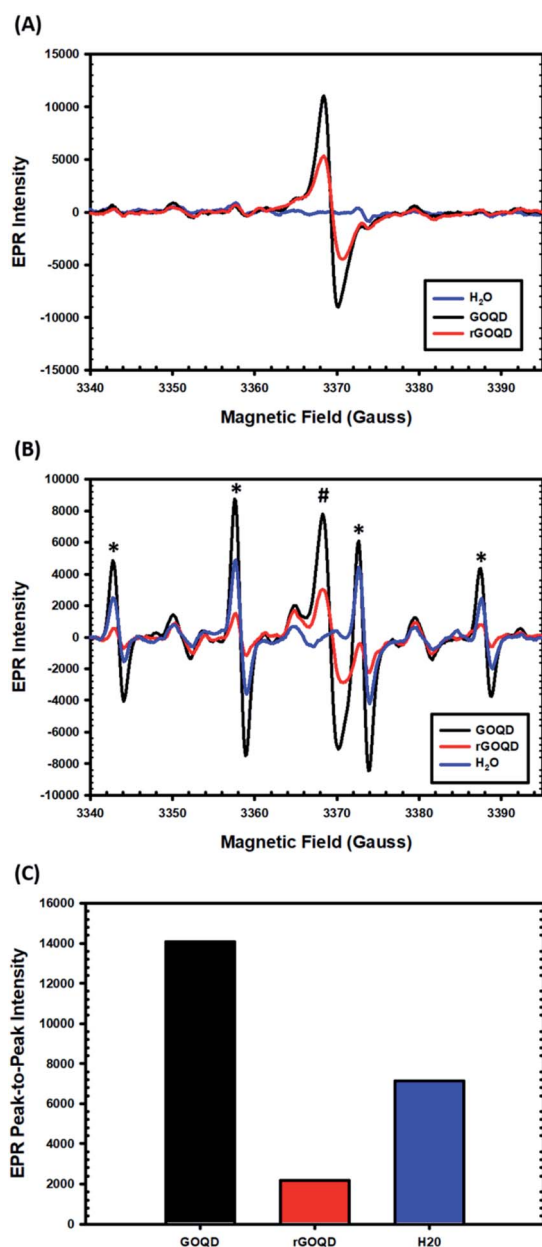 (A)
15000
10000
5000
0
-5000
-10000
-15000
EPR Intensity
H₂O
GOQD
rGOQD
3340 3350 3360 3370 3380 3390
Magnetic Field (Gauss)
(B)
10000
8000
6000
4000
2000
0
-2000
-4000
-6000
-8000
-10000
EPR Intensity
* * # * *
GOQD
rGOQD
H₂O
3340 3350 3360 3370 3380 3390
Magnetic Field (Gauss)
(C)
16000
14000
12000
10000
8000
6000
4000
2000
0
EPR Peak-to-Peak Intensity
GOQD rGOQD H20